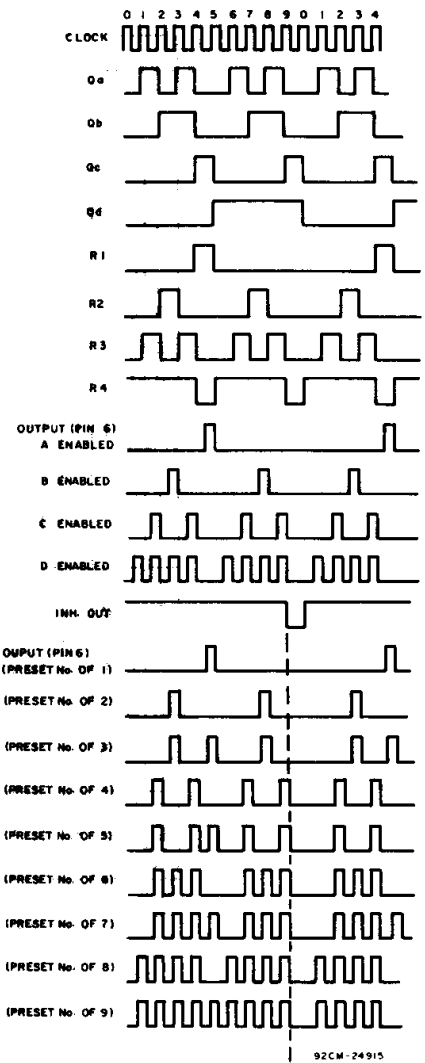 0 1 2 3 4 5 6 7 8 9 0 1 2 3 4
CLOCK
Qa
Qb
Qc
Qd
R1
R2
R3
R4
OUTPUT (PIN 6)
A ENABLED
B ENABLED
C ENABLED
D ENABLED
INH. OUT
OUPUT (PIN 6)
(PRESET No. OF 1)
(PRESET No. OF 2)
(PRESET No. OF 3)
(PRESET No. OF 4)
(PRESET No. OF 5)
(PRESET No. OF 6)
(PRESET No. OF 7)
(PRESET No. OF 8)
(PRESET No. OF 9)
92CM-24915